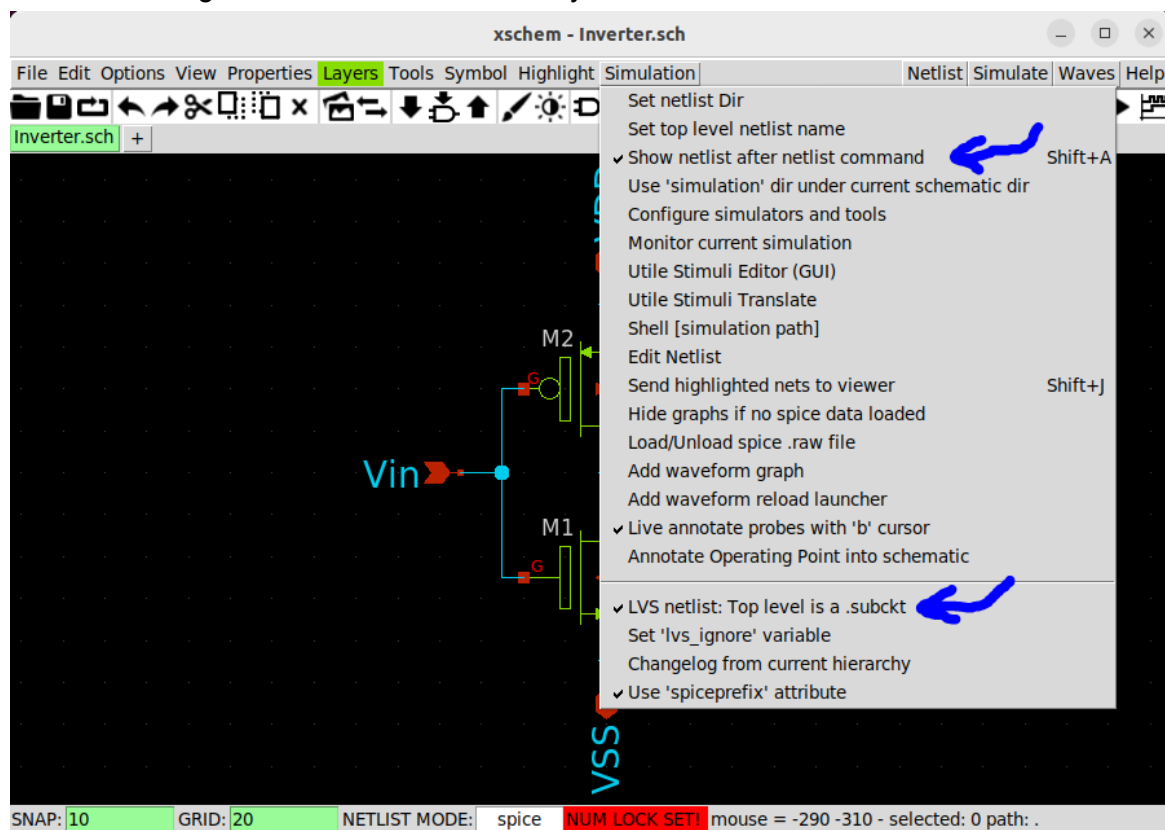 xschem - Inverter.sch
File Edit Options View Properties Layers Tools Symbol Highlight Simulation Netlist Simulate Waves Help
Inverter.sch +
Set netlist Dir
Set top level netlist name
Show netlist after netlist command Shift+A
Use 'simulation' dir under current schematic dir
Configure simulators and tools
Monitor current simulation
Utile Stimuli Editor (GUI)
Utile Stimuli Translate
Shell [simulation path]
Edit Netlist
Send highlighted nets to viewer Shift+J
Hide graphs if no spice data loaded
Load/Unload spice .raw file
Add waveform graph
Add waveform reload launcher
Live annotate probes with 'b' cursor
Annotate Operating Point into schematic
LVS netlist: Top level is a .subckt
Set 'lvs_ignore' variable
Changelog from current hierarchy
Use 'spiceprefix' attribute
M2
G
Vin
M1
G
VSS
SNAP: 10 GRID: 20 NETLIST MODE: spice NUM LOCK SET! mouse = -290 -310 - selected: 0 path: .